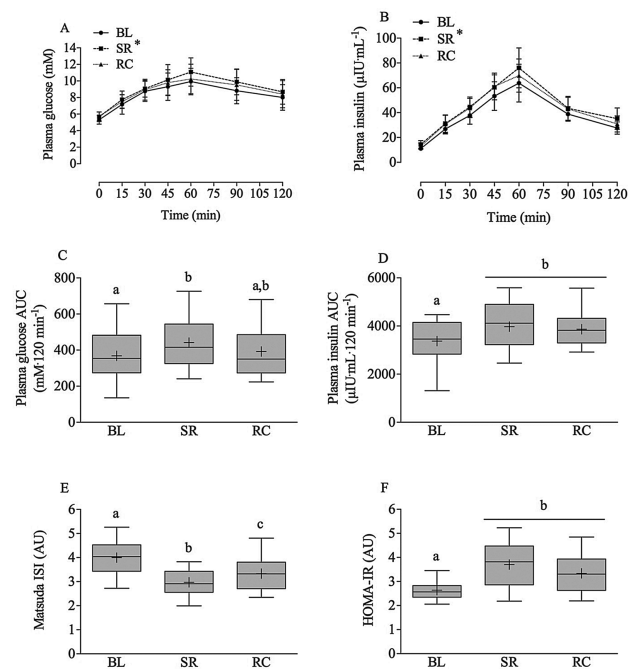 A
BL
SR*
RC
Plasma glucose (mM)
14
12
10
8
6
4
2
0
0 15 30 45 60 75 90 105 120
Time (min)
B
BL
SR*
RC
Plasma insulin (µIU·mL-1)
100
80
60
40
20
0
0 15 30 45 60 75 90 105 120
Time (min)
C
Plasma glucose AUC
(mM·120 min-1)
800
600
400
200
0
a b a,b
BL SR RC
D
Plasma insulin AUC
(µIU·mL·120 min-1)
6000
4000
2000
0
a b
BL SR RC
E
Matsuda ISI (AU)
6
5
4
3
2
1
0
a b c
BL SR RC
F
HOMA-IR (AU)
6
5
4
3
2
1
0
a b
BL SR RC